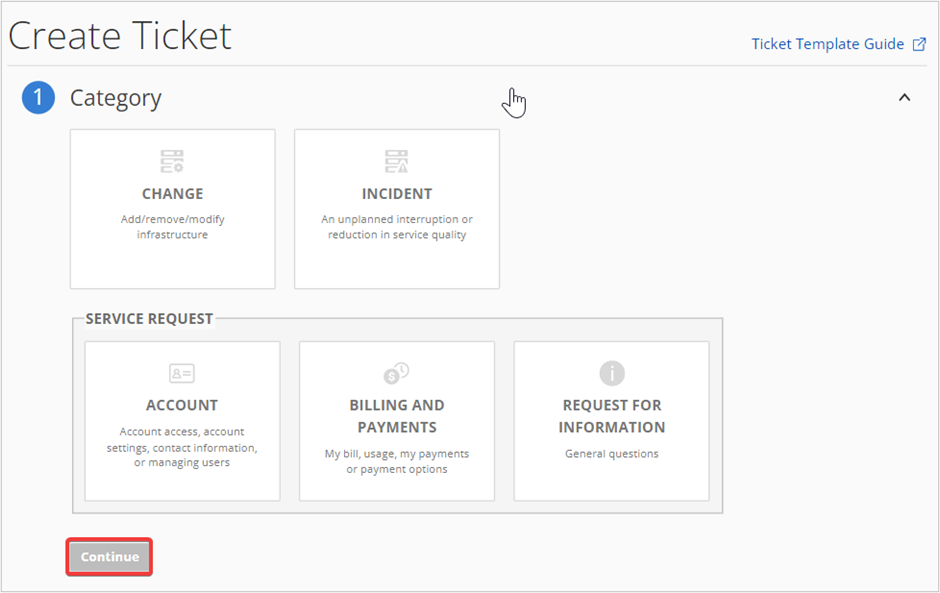 Create Ticket
Ticket Template Guide
1 Category
CHANGE
Add/remove/modify
infrastructure
INCIDENT
An unplanned interruption or
reduction in service quality
SERVICE REQUEST
ACCOUNT
Account access, account
settings, contact information,
or managing users
BILLING AND
PAYMENTS
My bill, usage, my payments
or payment options
REQUEST FOR
INFORMATION
General questions
Continue